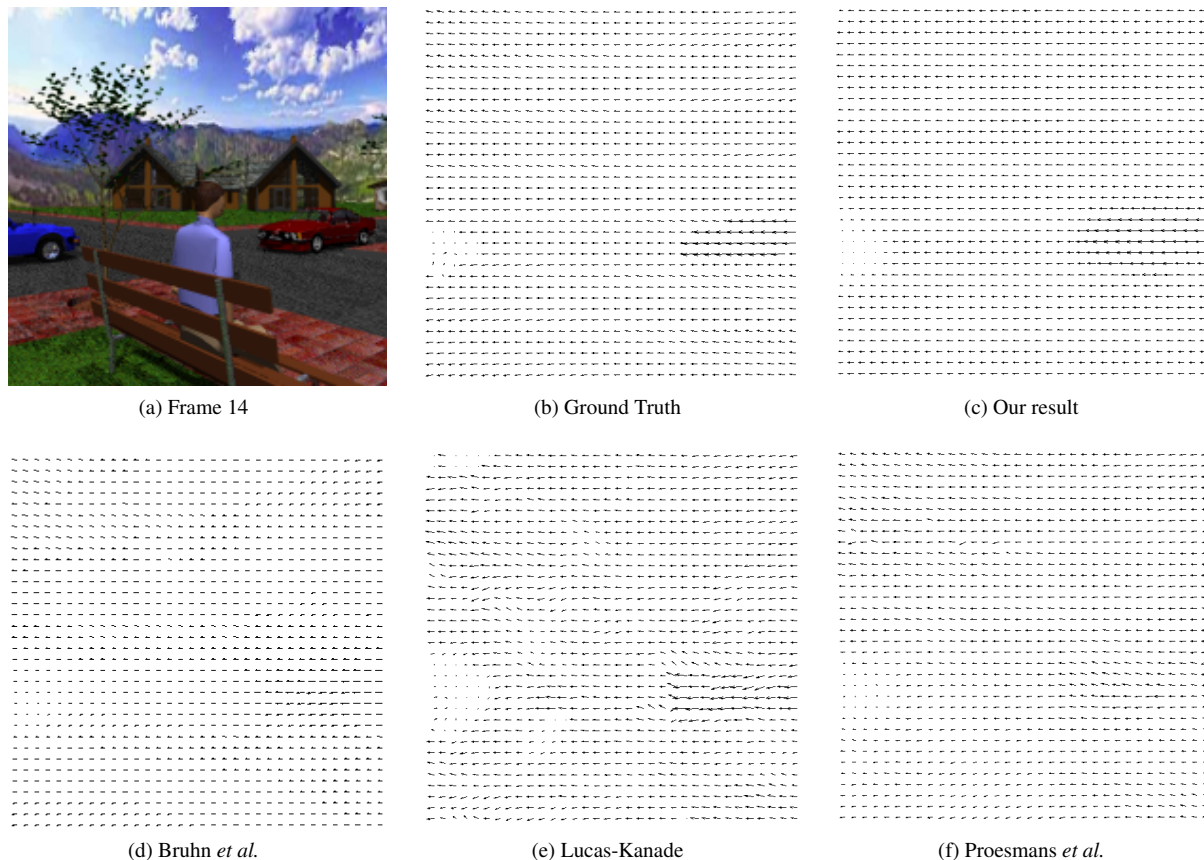 (a) Frame 14
(b) Ground Truth
(c) Our result
(d) Bruhn et al.
(e) Lucas-Kanade
(f) Proesmans et al.